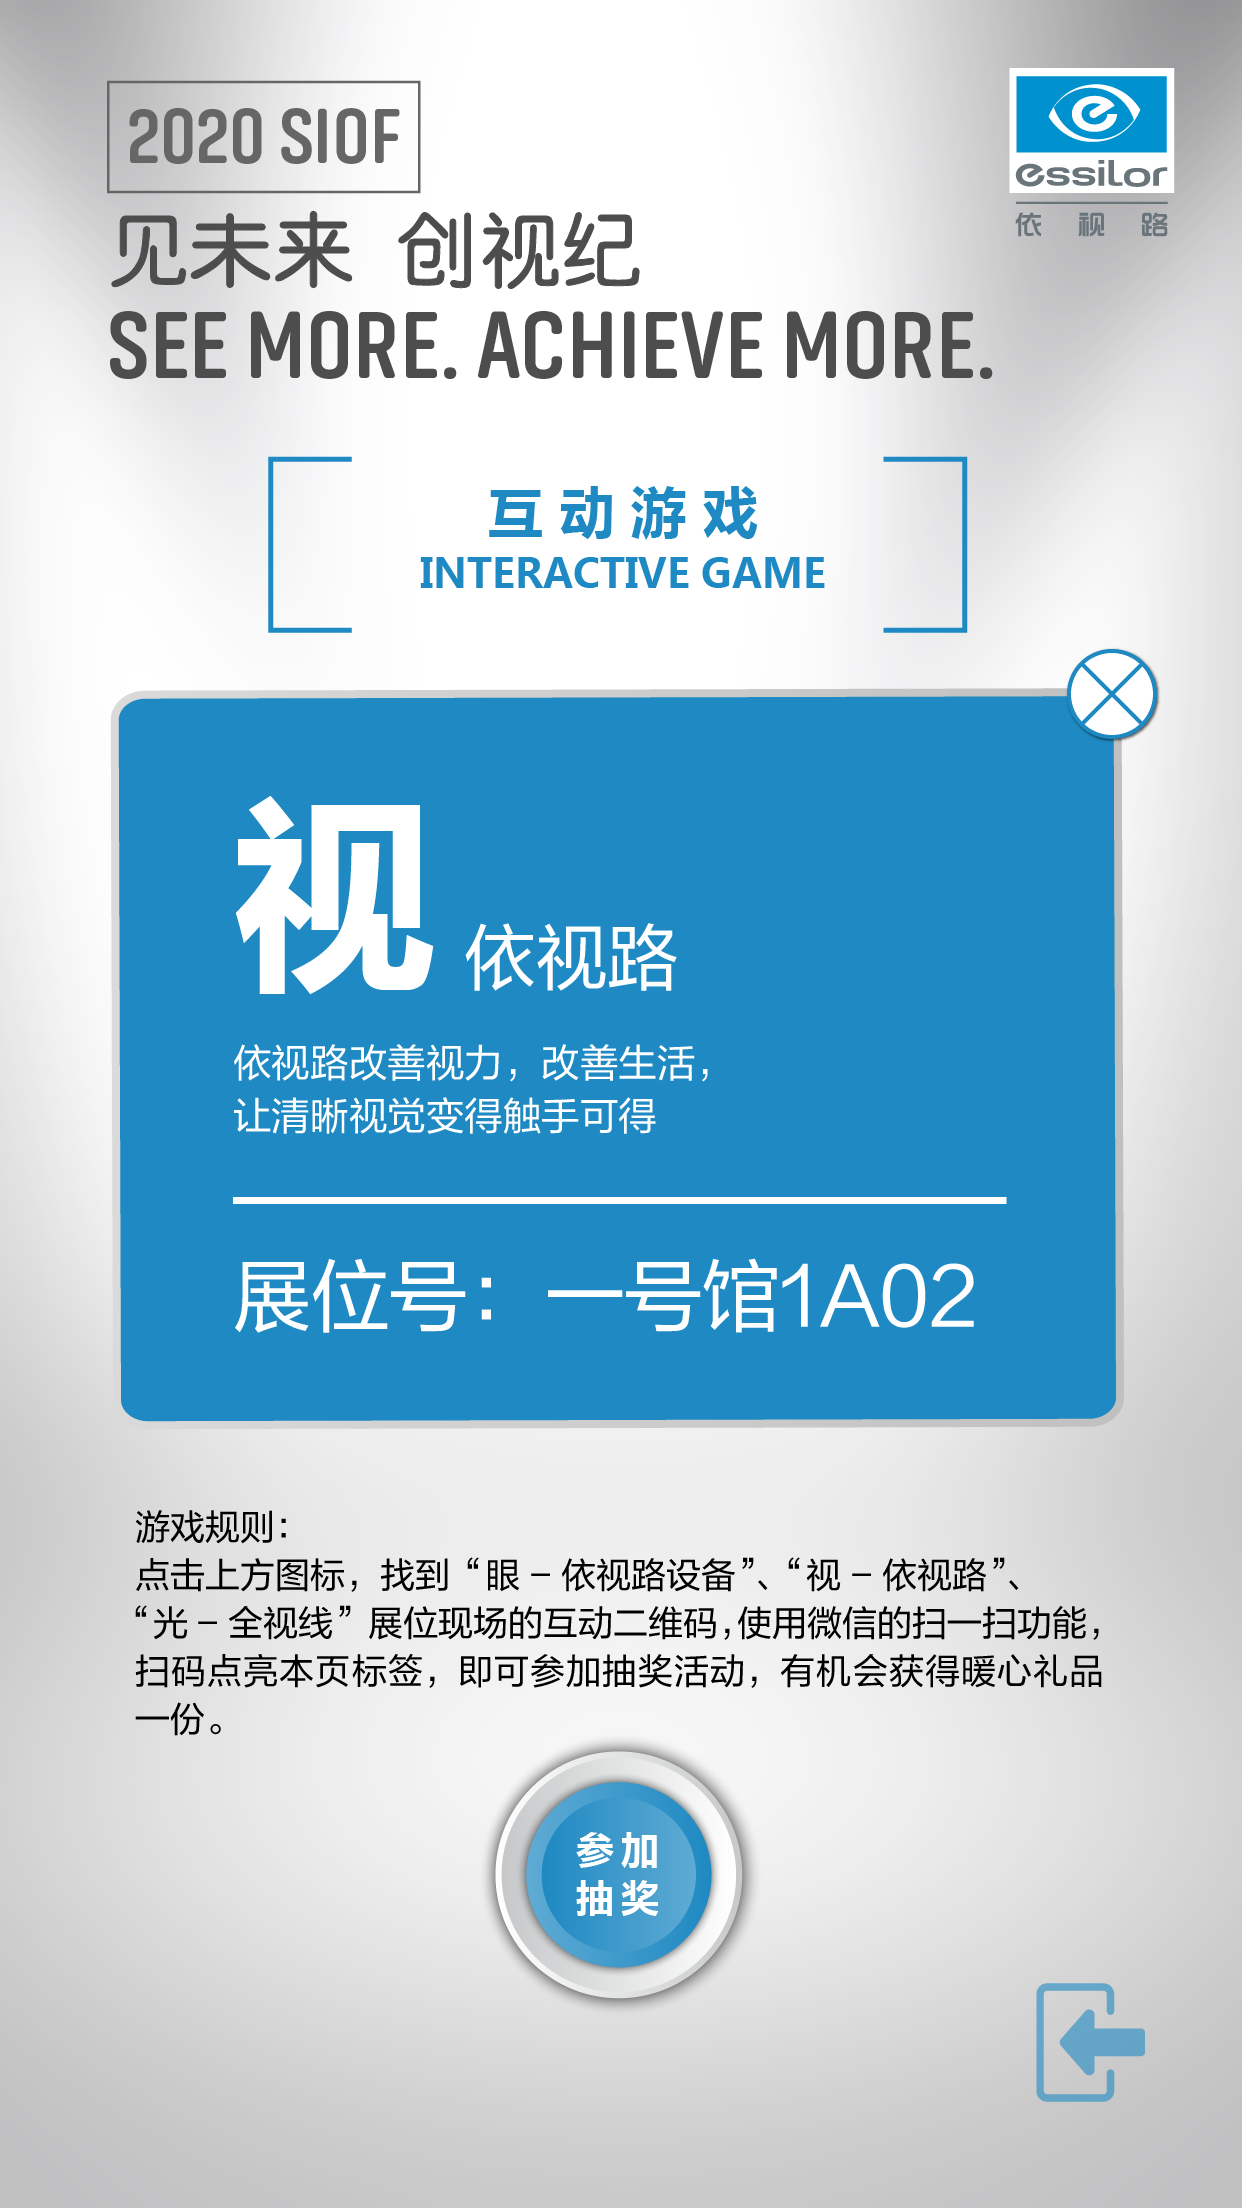 2020 SIOF
essilor
依 视 路
见未来 创视纪
SEE MORE. ACHIEVE MORE.
互动游戏
INTERACTIVE GAME
视 依视路
依视路改善视力，改善生活，
让清晰视觉变得触手可得
展位号：一号馆1A02
游戏规则：
点击上方图标，找到“眼－依视路设备”、“视－依视路”、
“光－全视线”展位现场的互动二维码，使用微信的扫一扫功能，
扫码点亮本页标签，即可参加抽奖活动，有机会获得暖心礼品
一份。
参加
抽奖